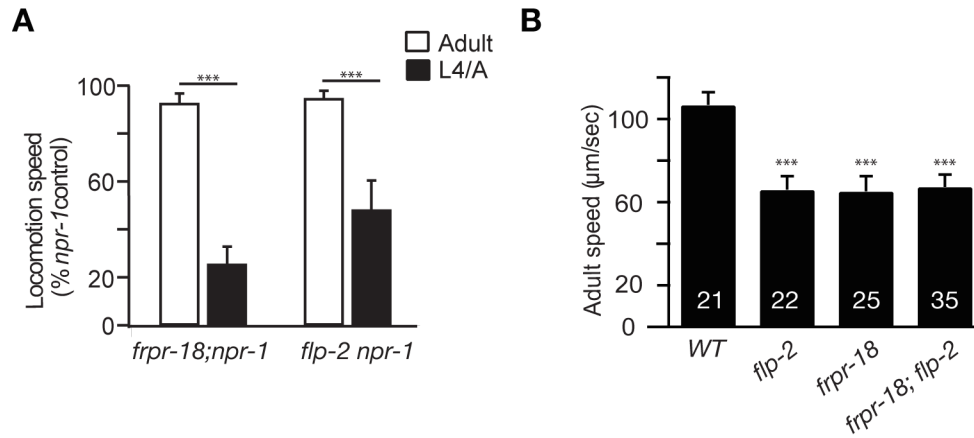 A
Adult
L4/A
Locomotion speed
(% npr-1control)
100
60
20
0
***
***
frpr-18;npr-1
flp-2 npr-1
B
Adult speed (µm/sec)
100
60
20
0
***
***
***
21
22
25
35
WT
flp-2
frpr-18
frpr-18; flp-2